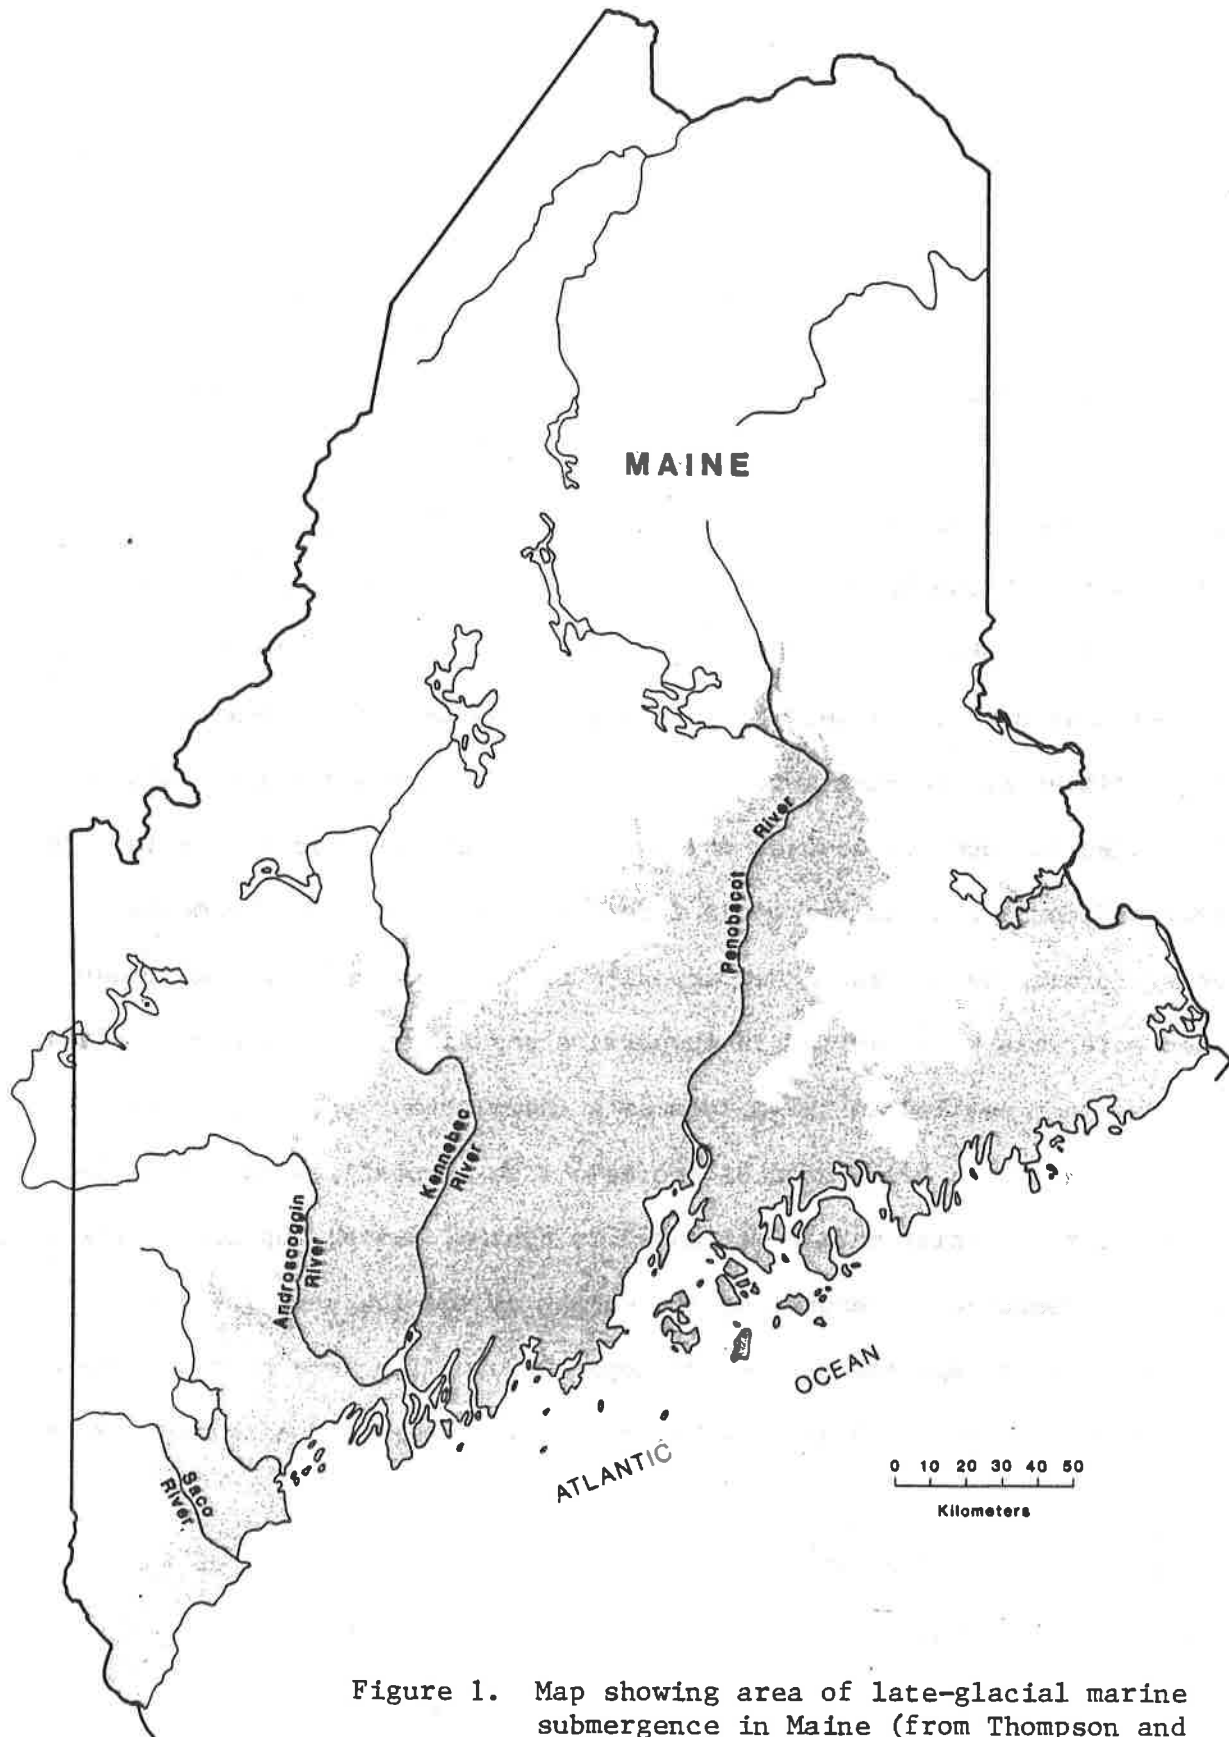 MAINE
Penobscot River
Kennebec
River
Androscoggin
River
Saco
River
OCEAN
ATLANTIC
0 10 20 30 40 50
Kilometers
Figure 1. Map showing area of late-glacial marine
submergence in Maine (from Thompson and